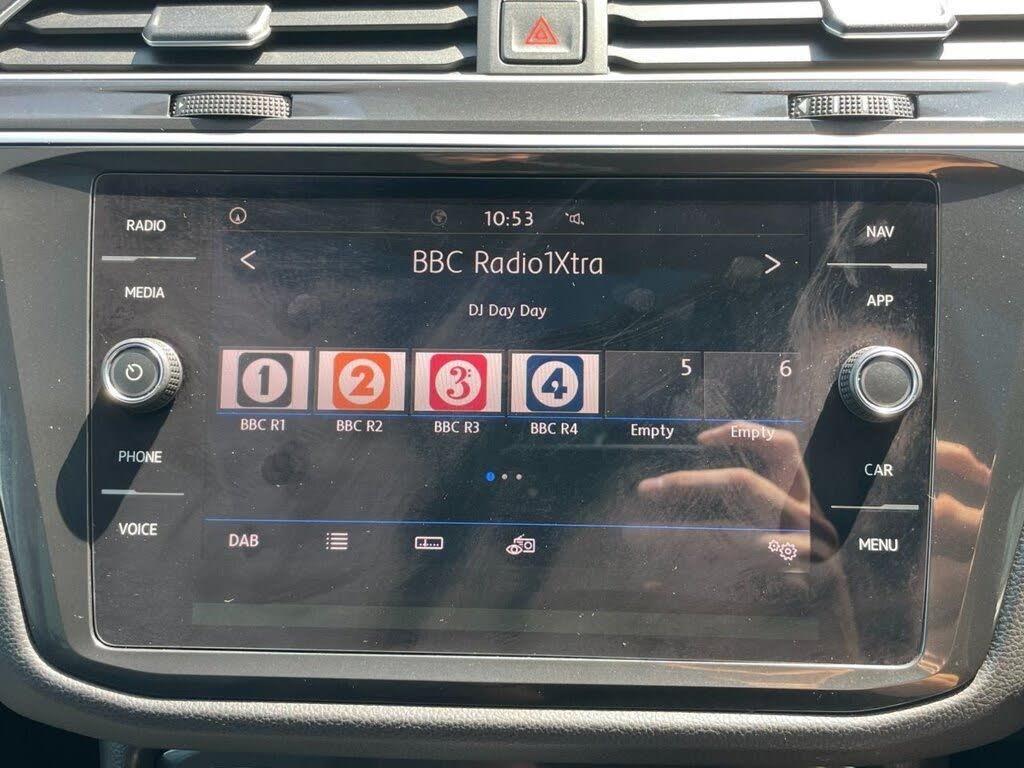 RADIO
MEDIA
PHONE
VOICE
10:53
BBC Radio1Xtra
DJ Day Day
1 2 3 4 5 6
BBC R1 BBC R2 BBC R3 BBC R4 Empty Empty
DAB
NAV
APP
CAR
MENU